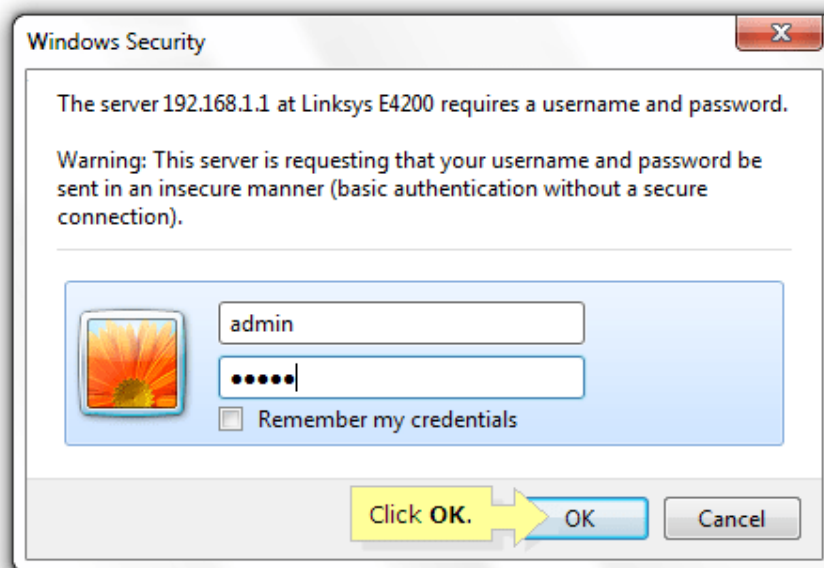 Windows Security
The server 192.168.1.1 at Linksys E4200 requires a username and password.
Warning: This server is requesting that your username and password be
sent in an insecure manner (basic authentication without a secure
connection).
admin
•••••
Remember my credentials
Click OK.
OK
Cancel